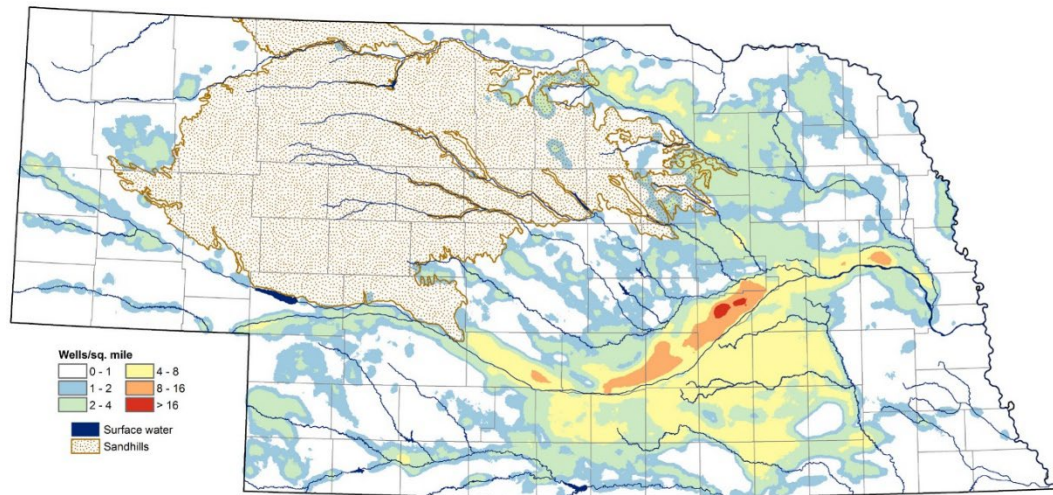 Wells/sq. mile
0 - 1
4 - 8
1 - 2
8 - 16
2 - 4
> 16
Surface water
Sandhills